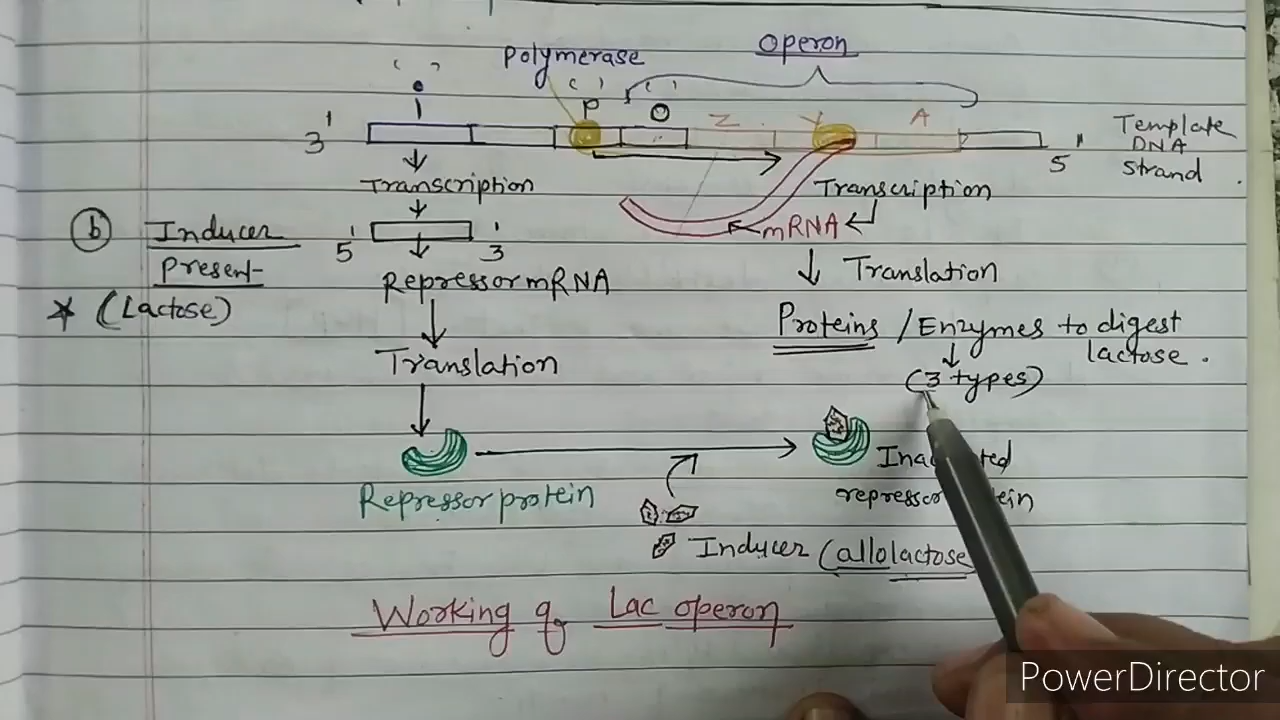 Operon
Polymerase
i P O Z Y A
3' 5' Template
DNA
strand.
Transcription Transcription
mRNA
(b) Inducer
present
* (Lactose)
5' 3'
Repressor mRNA
Translation
Translation
Proteins / Enzymes to digest
lactose.
(3 types)
Repressor protein
repressor
Inducer (allolactose
Working of Lac operon
PowerDirector